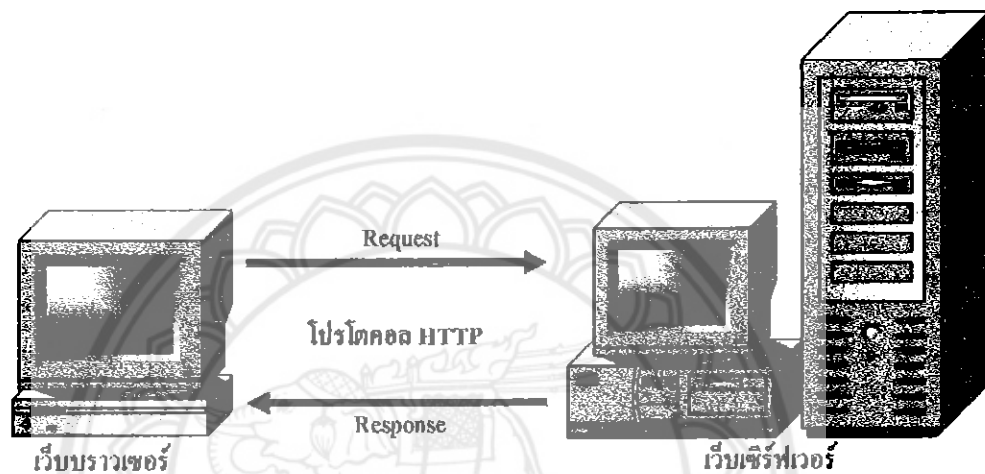 Request
โปรโตคอล HTTP
Response
เว็บบราวเซอร์
เว็บเซิร์ฟเวอร์